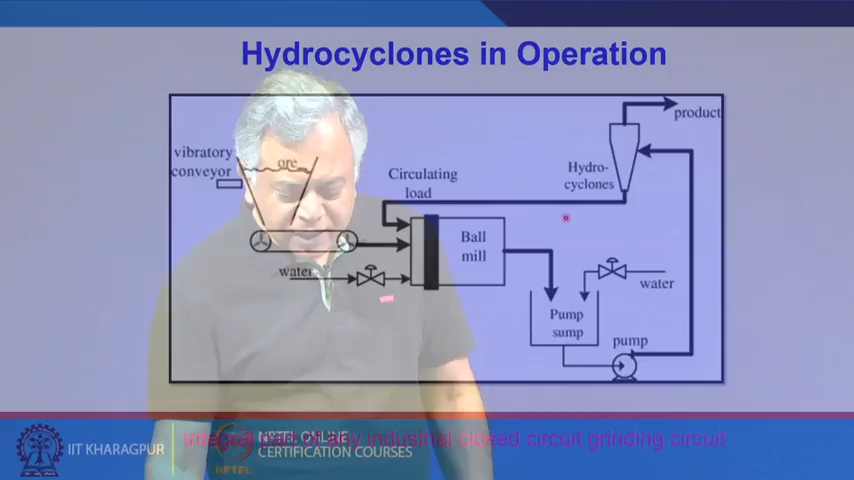 Hydrocyclones in Operation
product
vibratory
conveyor
ore
Circulating
load
Hydro-
cyclones
Ball
mill
water
water
Pump
sump
pump
integral part of any industrial closed circuit grinding circuit
IIT KHARAGPUR
NPTEL ONLINE
CERTIFICATION COURSES
NPTEL